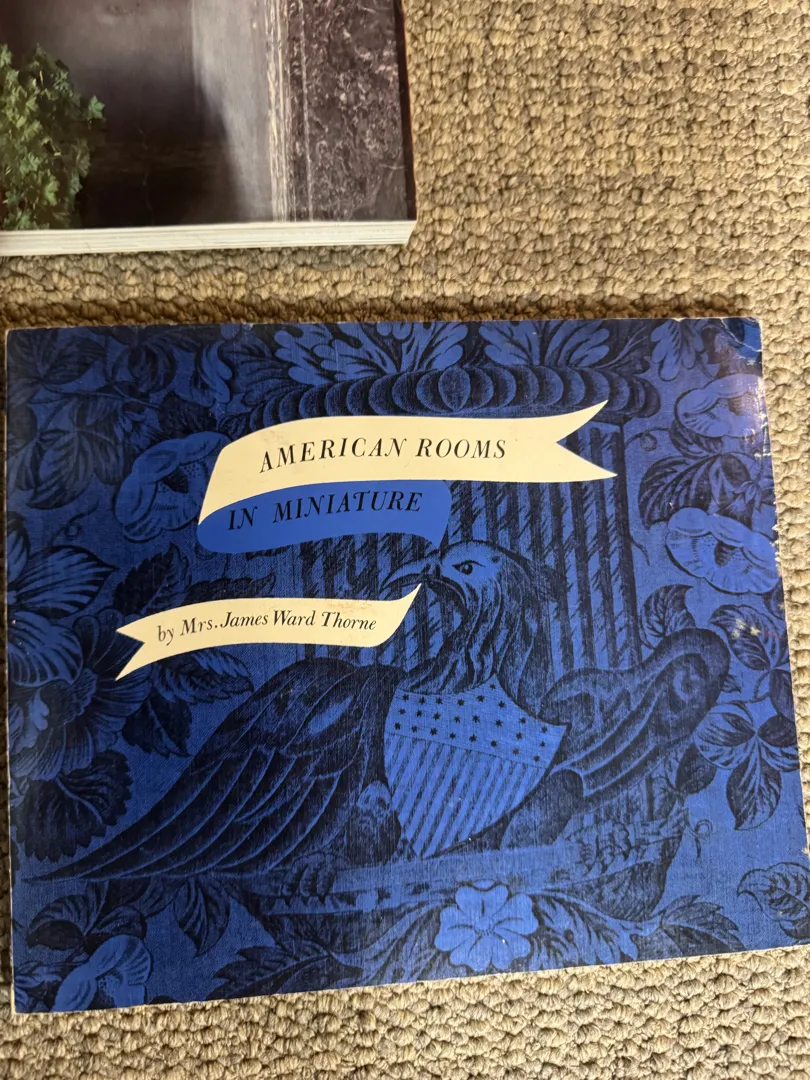 AMERICAN ROOMS
IN MINIATURE
by Mrs. James Ward Thorne